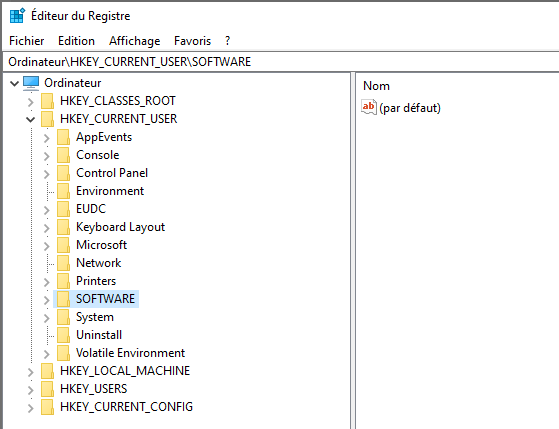 Éditeur du Registre
Fichier Edition Affichage Favoris ?
Ordinateur\HKEY_CURRENT_USER\SOFTWARE
Ordinateur
HKEY_CLASSES_ROOT
HKEY_CURRENT_USER
AppEvents
Console
Control Panel
Environment
EUDC
Keyboard Layout
Microsoft
Network
Printers
SOFTWARE
System
Uninstall
Volatile Environment
HKEY_LOCAL_MACHINE
HKEY_USERS
HKEY_CURRENT_CONFIG
Nom
ab (par défaut)